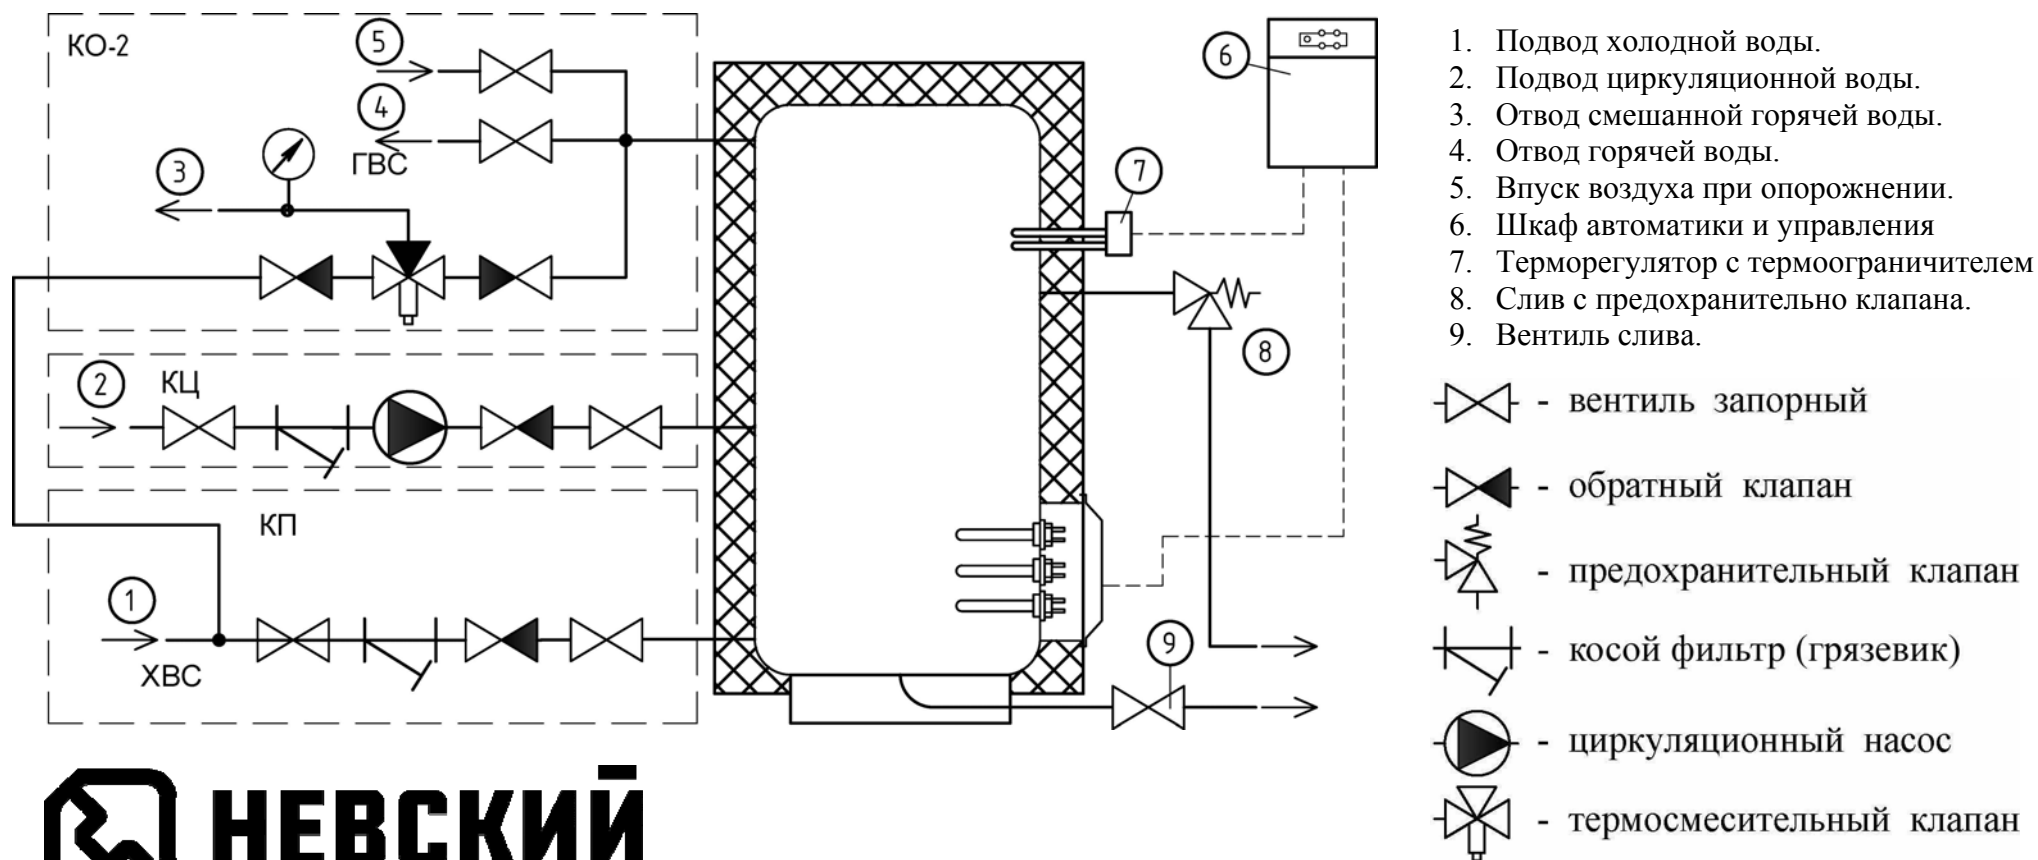 КО-2
5
4
ГВС
3
6
7
8
2
КЦ
КП
1
ХВС
9
1. Подвод холодной воды.
2. Подвод циркуляционной воды.
3. Отвод смешанной горячей воды.
4. Отвод горячей воды.
5. Впуск воздуха при опорожнении.
6. Шкаф автоматики и управления
7. Терморегулятор с термоограничителем
8. Слив с предохранительно клапана.
9. Вентиль слива.
- вентиль запорный
- обратный клапан
- предохранительный клапан
- косой фильтр (грязевик)
- циркуляционный насос
- термосмесительный клапан
НЕВСКИЙ